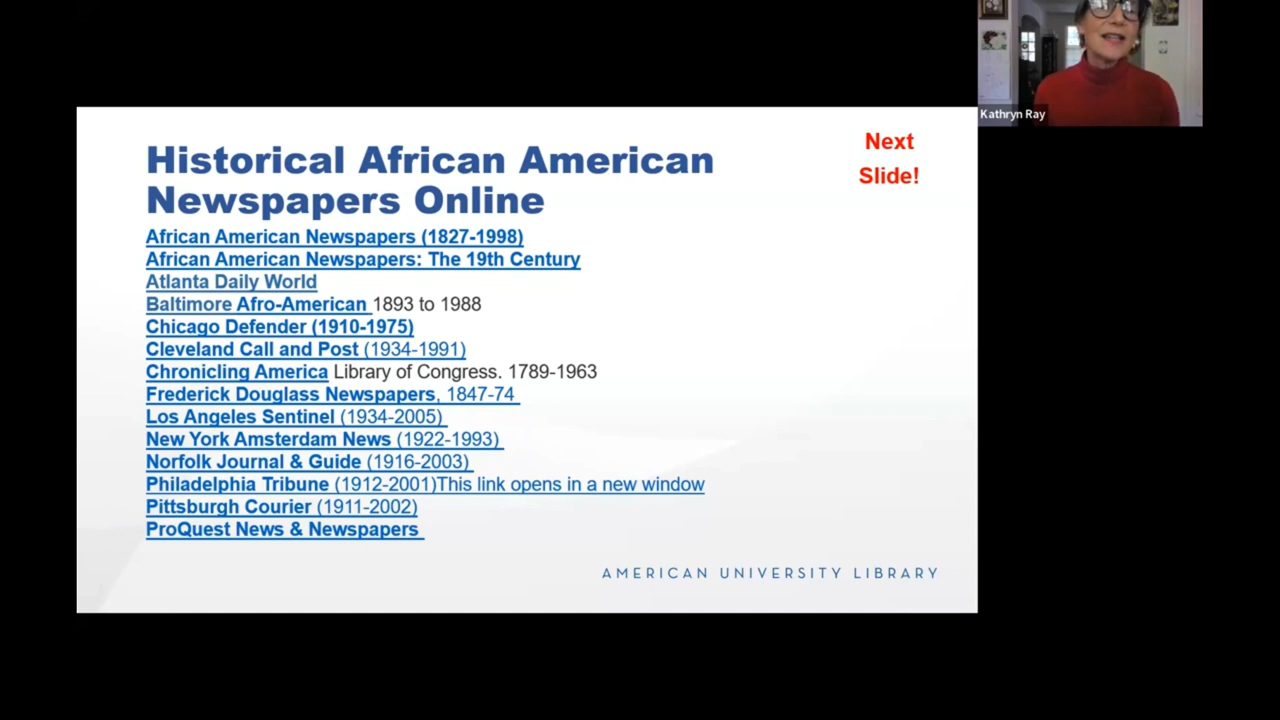 Kathryn Ray
Next
Slide!
Historical African American
Newspapers Online
African American Newspapers (1827-1998)
African American Newspapers: The 19th Century
Atlanta Daily World
Baltimore Afro-American 1893 to 1988
Chicago Defender (1910-1975)
Cleveland Call and Post (1934-1991)
Chronicling America Library of Congress. 1789-1963
Frederick Douglass Newspapers, 1847-74
Los Angeles Sentinel (1934-2005)
New York Amsterdam News (1922-1993)
Norfolk Journal & Guide (1916-2003)
Philadelphia Tribune (1912-2001)This link opens in a new window
Pittsburgh Courier (1911-2002)
ProQuest News & Newspapers
AMERICAN UNIVERSITY LIBRARY